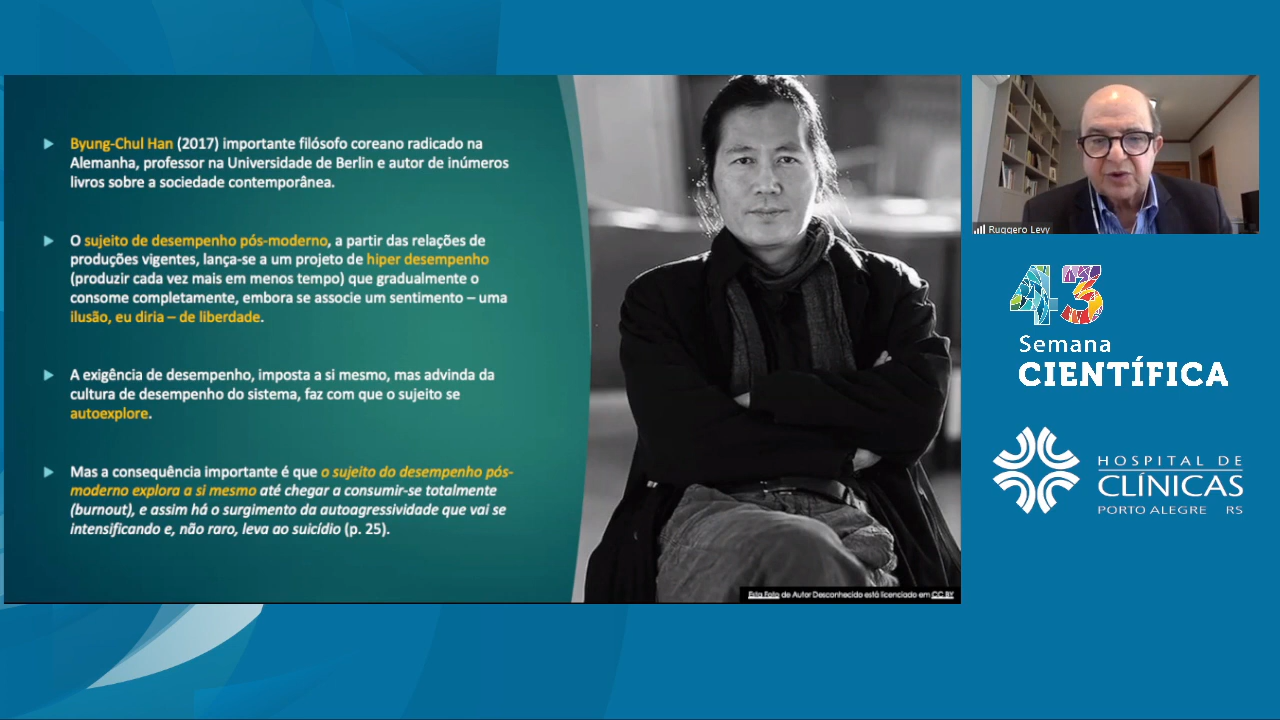 Byung-Chul Han (2017) importante filósofo coreano radicado na
Alemanha, professor na Universidade de Berlin e autor de inúmeros
livros sobre a sociedade contemporânea.
O sujeito de desempenho pós-moderno, a partir das relações de
produções vigentes, lança-se a um projeto de hiper desempenho
(produzir cada vez mais em menos tempo) que gradualmente o
consome completamente, embora se associe um sentimento – uma
ilusão, eu diria – de liberdade.
A exigência de desempenho, imposta a si mesmo, mas advinda da
cultura de desempenho do sistema, faz com que o sujeito se
autoexplore.
Mas a consequência importante é que o sujeito do desempenho pós-
moderno explora a si mesmo até chegar a consumir-se totalmente
(burnout), e assim há o surgimento da autoagressividade que vai se
intensificando e, não raro, leva ao suicídio (p. 25).
Esta Foto de Autor Desconhecido está licenciado em CC BY
Ruggero Levy
43
Semana
CIENTÍFICA
HOSPITAL DE
CLÍNICAS
PORTO ALEGRE RS